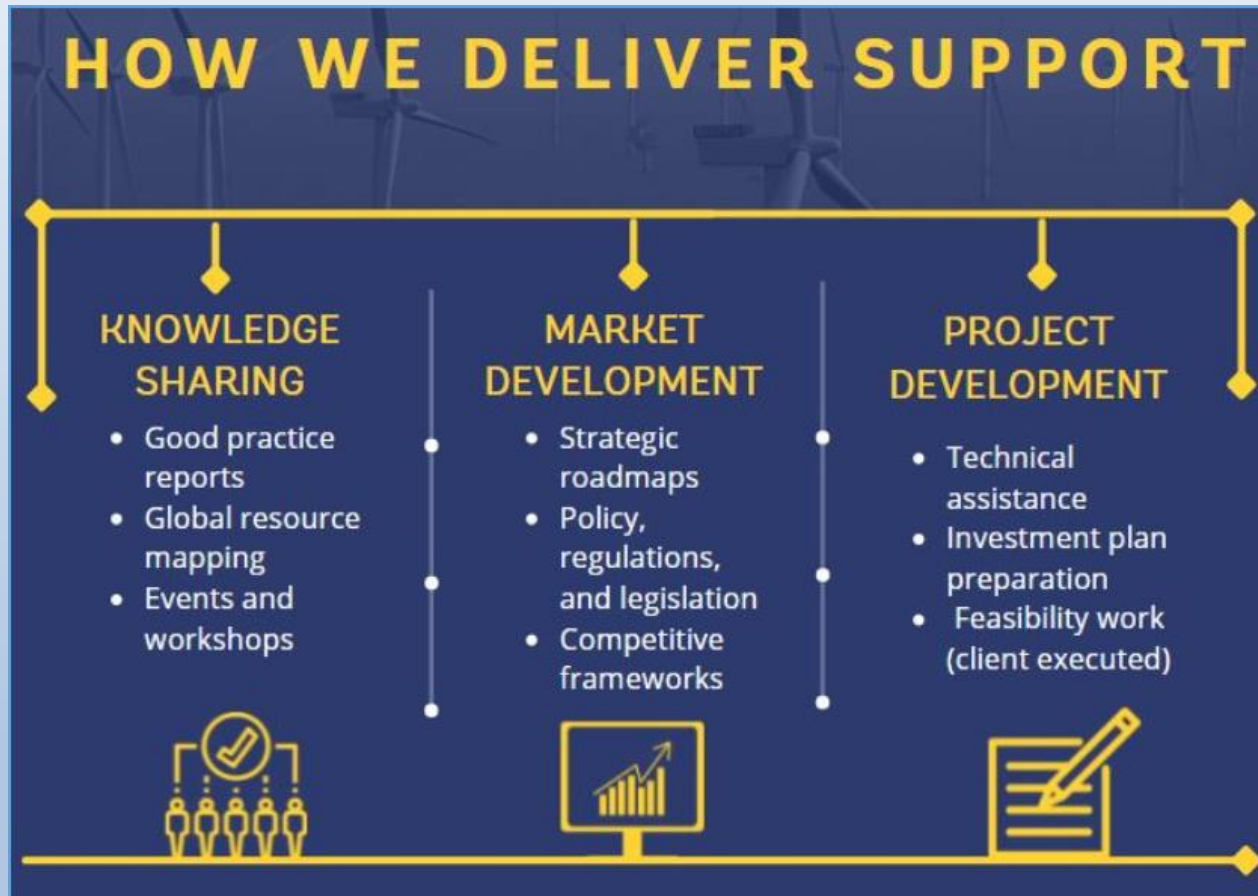 HOW WE DELIVER SUPPORT
KNOWLEDGE
SHARING
• Good practice
reports
• Global resource
mapping
• Events and
workshops
MARKET
DEVELOPMENT
• Strategic
roadmaps
• Policy,
regulations,
and legislation
• Competitive
frameworks
PROJECT
DEVELOPMENT
• Technical
assistance
• Investment plan
preparation
• Feasibility work
(client executed)